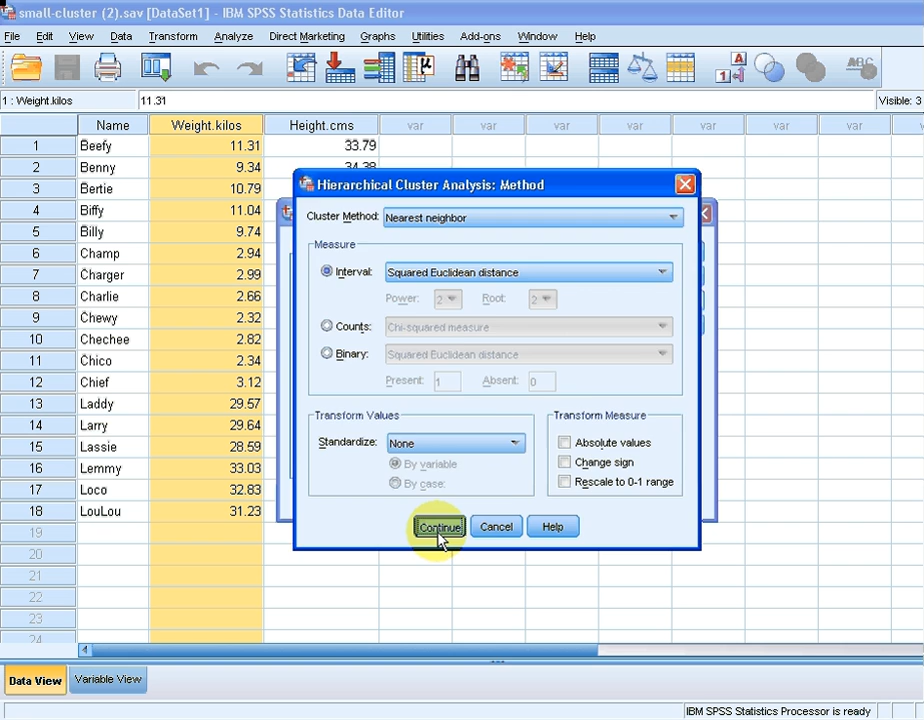 small-cluster (2).sav [DataSet1] - IBM SPSS Statistics Data Editor
File Edit View Data Transform Analyze Direct Marketing Graphs Utilities Add-ons Window Help
1 : Weight.kilos 11.31 Visible: 3
Name Weight.kilos Height.cms var var var var var var var
1 Beefy 11.31 33.79
2 Benny 9.34 34.38
3 Bertie 10.79
4 Biffy 11.04
5 Billy 9.74
6 Champ 2.94
7 Charger 2.99
8 Charlie 2.66
9 Chewy 2.32
10 Chechee 2.82
11 Chico 2.34
12 Chief 3.12
13 Laddy 29.57
14 Larry 29.64
15 Lassie 28.59
16 Lemmy 33.03
17 Loco 32.83
18 LouLou 31.23
19
20
21
22
23
24
Hierarchical Cluster Analysis: Method
Cluster Method: Nearest neighbor
Measure
Interval: Squared Euclidean distance
Power: 2 Root: 2
Counts: Chi-squared measure
Binary: Squared Euclidean distance
Present: 1 Absent: 0
Transform Values
Standardize: None
By variable
By case:
Transform Measure
Absolute values
Change sign
Rescale to 0-1 range
Continue Cancel Help
Data View Variable View
IBM SPSS Statistics Processor is ready